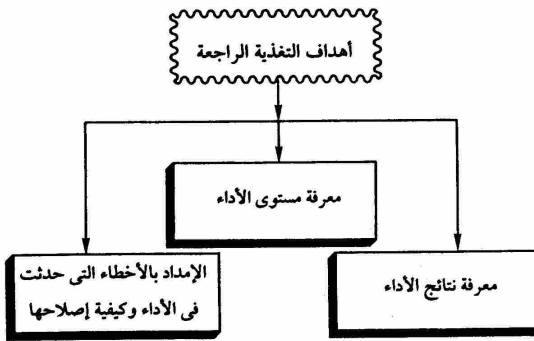 أهداف التغذية الراجعة
معرفة مستوى الأداء
معرفة نتائج الأداء
الإمداد بالأخطاء التى حدثت
فى الأداء وكيفية إصلاحها